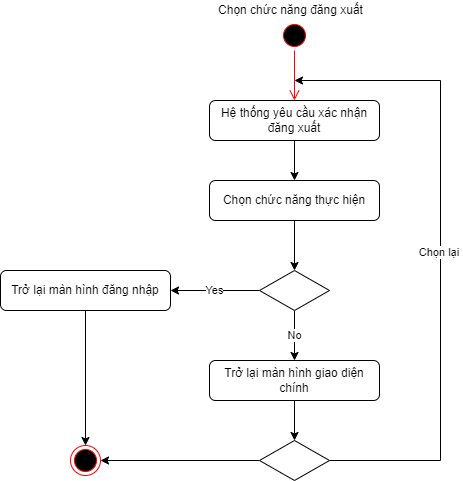 Chọn chức năng đăng xuất
Hệ thống yêu cầu xác nhận
đăng xuất
Chọn chức năng thực hiện
Chọn lại
Trở lại màn hình đăng nhập
Yes
No
Trở lại màn hình giao diện
chính